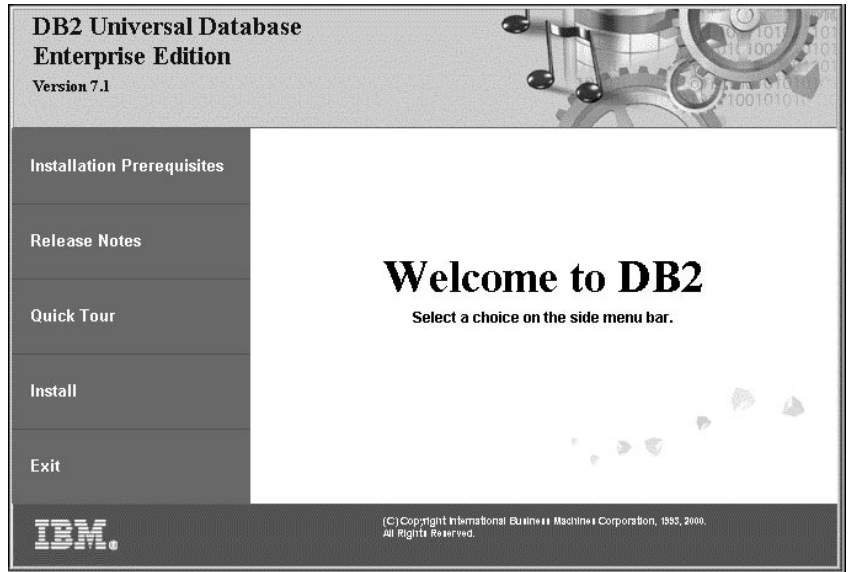 DB2 Universal Database
Enterprise Edition
Version 7.1
Installation Prerequisites
Release Notes
Quick Tour
Install
Exit
Welcome to DB2
Select a choice on the side menu bar.
IBM®
(C) Copyright International Business Machines Corporation, 1993, 2000.
All Rights Reserved.